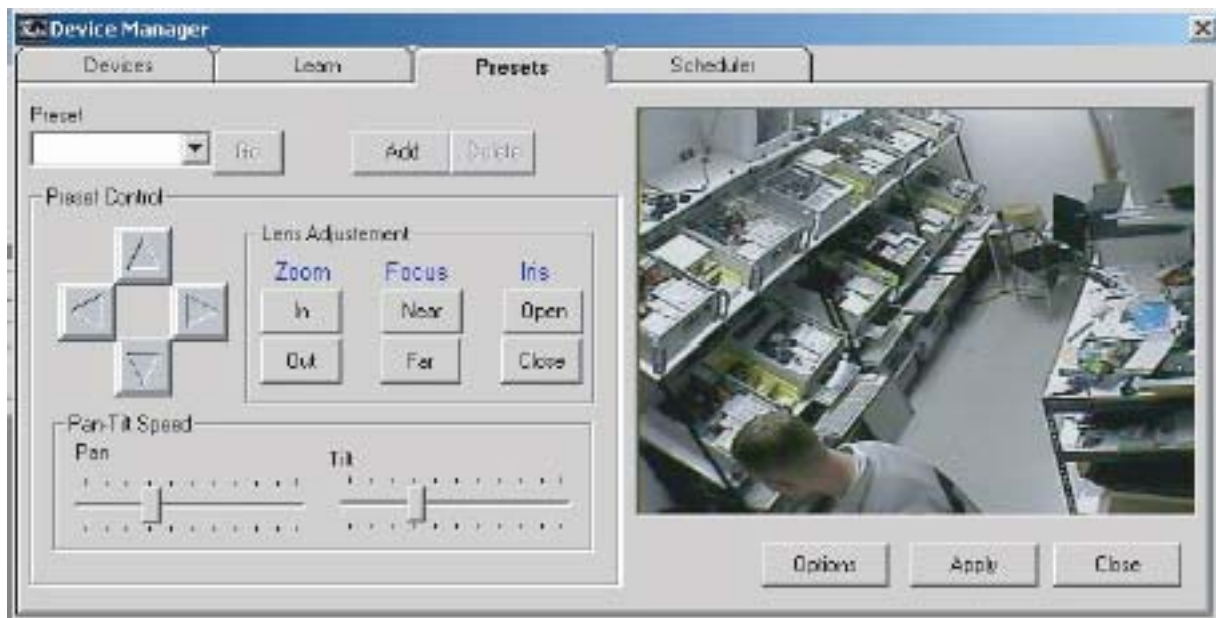 Device Manager
Devices Learn Presets Scheduler
Preset
Go Add Delete
Preset Control
Lens Adjustement
Zoom Focus Iris
In Near Open
Out Far Close
Pan-Tilt Speed
Pan Tilt
Options Apply Close